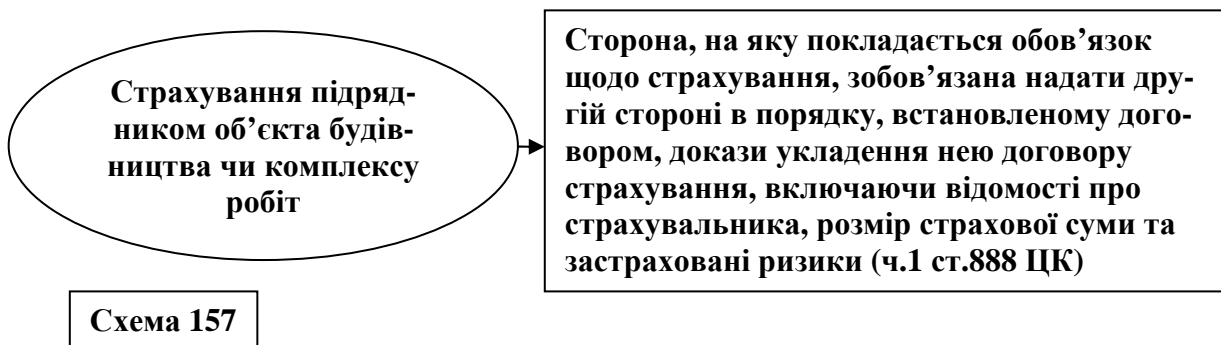 Страхування підряд-
ником об’єкта будів-
ництва чи комплексу
робіт
Сторона, на яку покладається обов’язок
щодо страхування, зобов’язана надати дру-
гій стороні в порядку, встановленому дого-
вором, докази укладення нею договору
страхування, включаючи відомості про
страхувальника, розмір страхової суми та
застраховані ризики (ч.1 ст.888 ЦК)
Схема 157